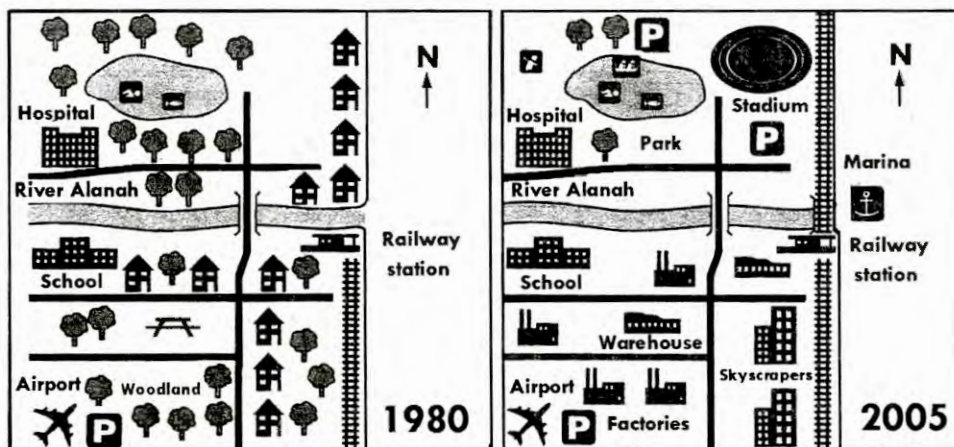 N
Hospital
River Alanah
Railway
station
School
Airport
Woodland
P
1980
P
N
Stadium
Hospital
Park
P
Marina
River Alanah
Railway
station
School
Warehouse
Skyscrapers
Airport
P
Factories
2005